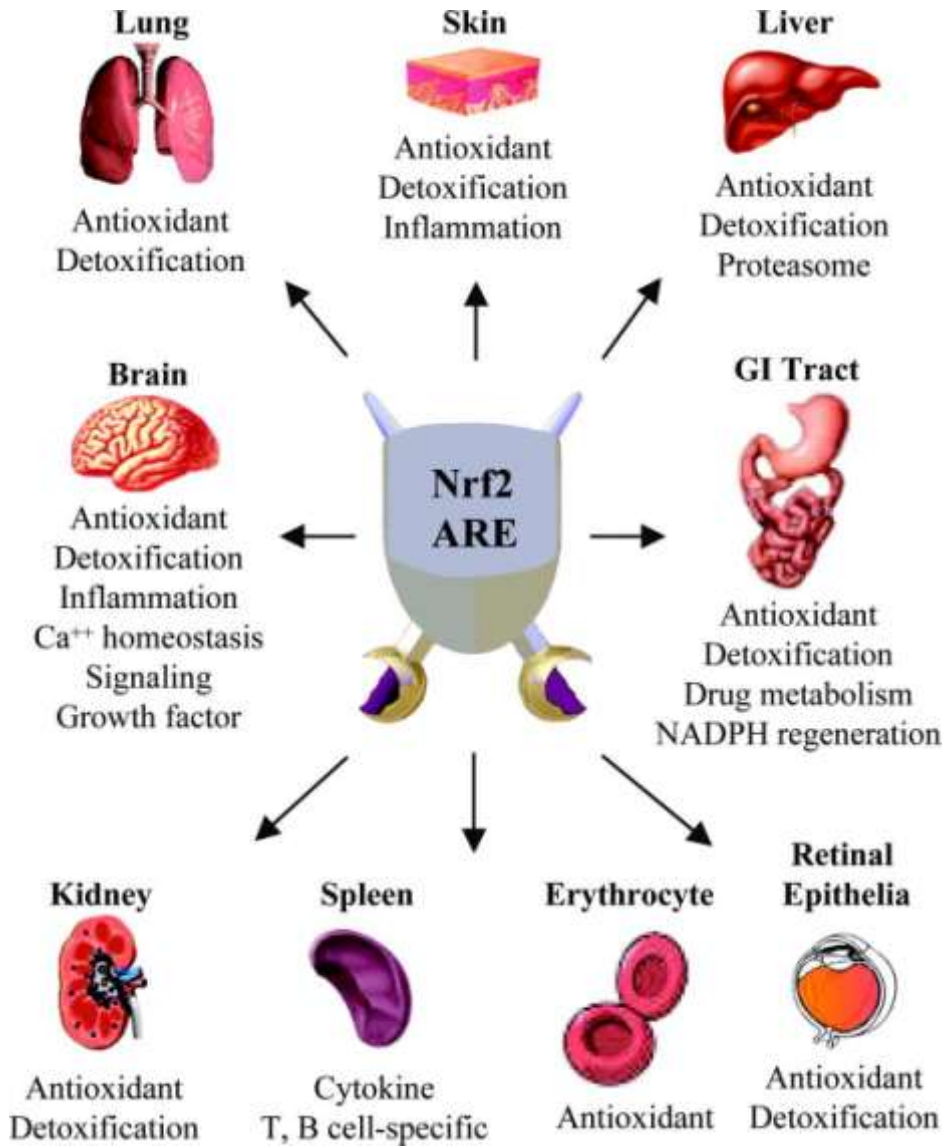 Lung
Antioxidant
Detoxification
Skin
Antioxidant
Detoxification
Inflammation
Liver
Antioxidant
Detoxification
Proteasome
Brain
Antioxidant
Detoxification
Inflammation
Ca⁺⁺ homeostasis
Signaling
Growth factor
Nrf2
ARE
GI Tract
Antioxidant
Detoxification
Drug metabolism
NADPH regeneration
Kidney
Antioxidant
Detoxification
Spleen
Cytokine
T, B cell-specific
Erythrocyte
Antioxidant
Retinal
Epithelia
Antioxidant
Detoxification